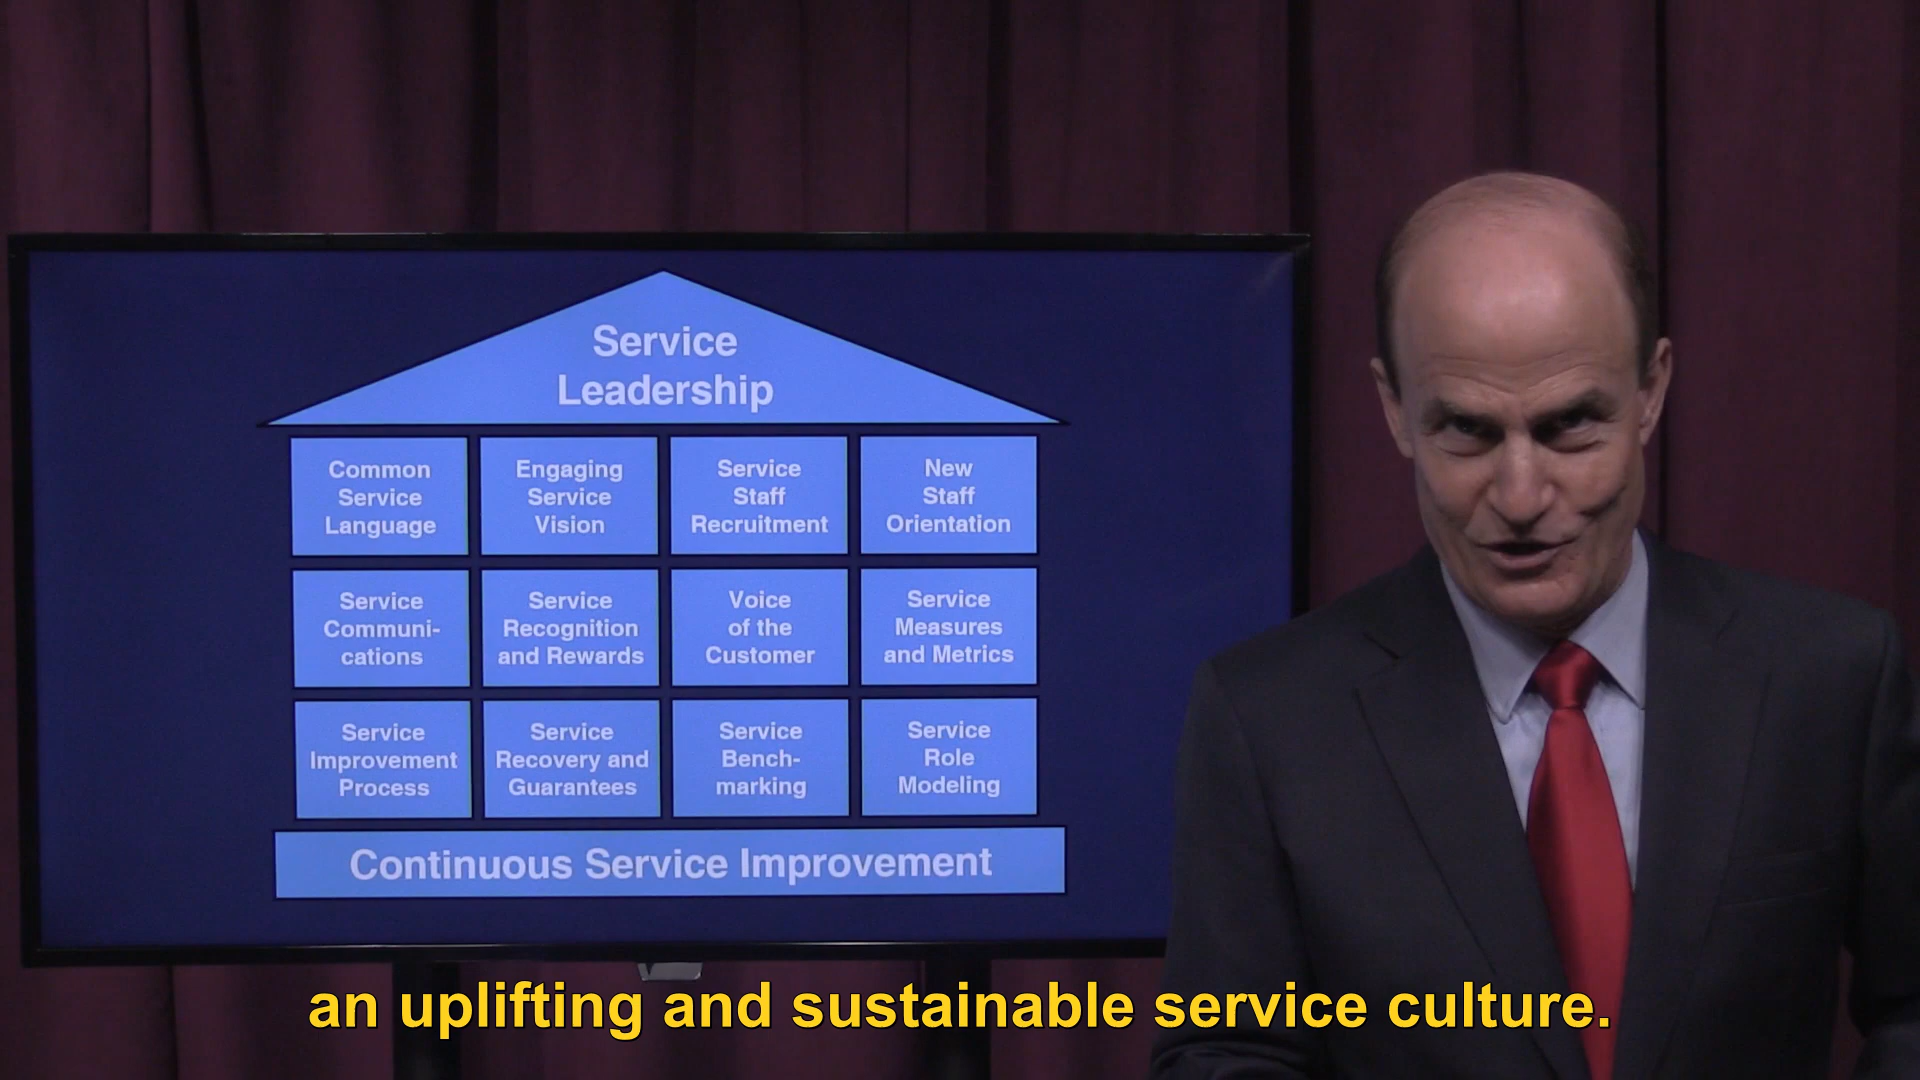 Service
Leadership
Common
Service
Language
Engaging
Service
Vision
Service
Staff
Recruitment
New
Staff
Orientation
Service
Communi-
cations
Service
Recognition
and Rewards
Voice
of the
Customer
Service
Measures
and Metrics
Service
Improvement
Process
Service
Recovery and
Guarantees
Service
Bench-
marking
Service
Role
Modeling
Continuous Service Improvement
an uplifting and sustainable service culture.